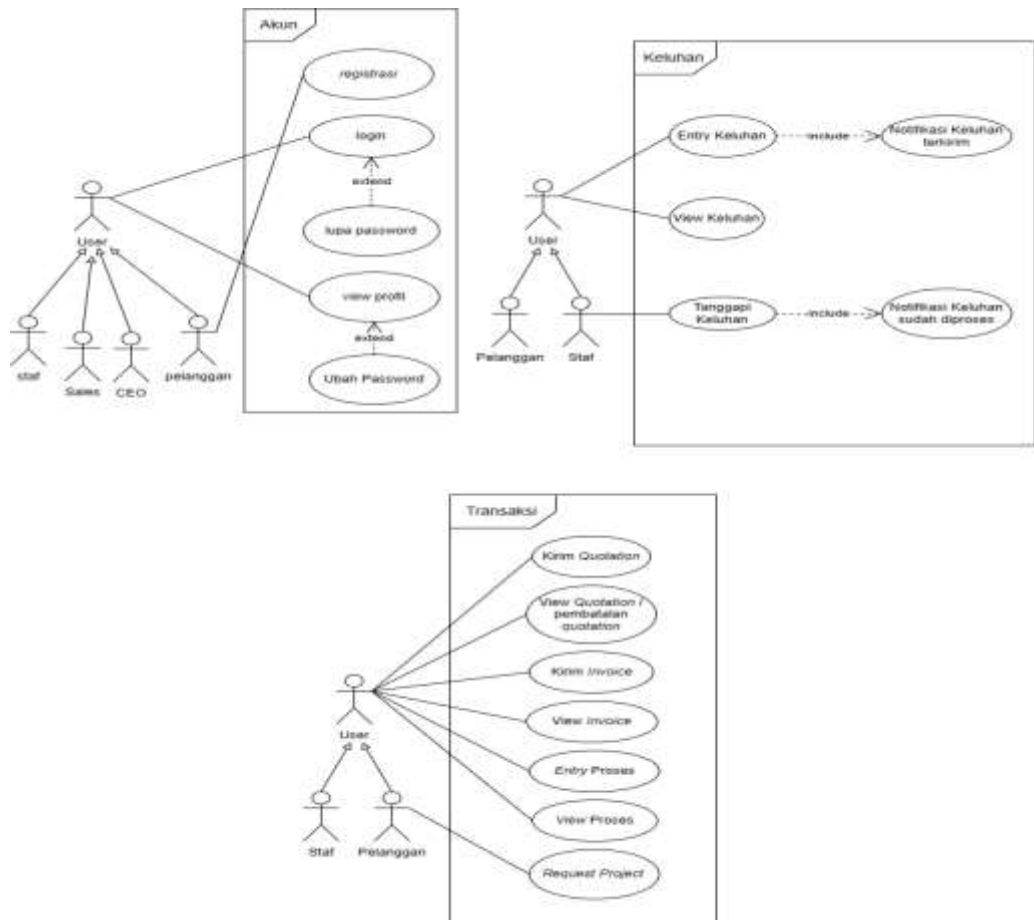 Akun
registrasi
login
extend
lupa password
view profil
extend
Ubah Password
User
staf
Sales
CEO
pelanggan
Keluhan
Entry Keluhan
include
Notifikasi Keluhan
terkirim
View Keluhan
User
Tanggapi
Keluhan
include
Notifikasi Keluhan
sudah diproses
Pelanggan
Staf
Transaksi
Kirim Quotation
View Quotation /
pembatalan
quotation
Kirim Invoice
View Invoice
Entry Proses
View Proses
Request Project
User
Staf
Pelanggan